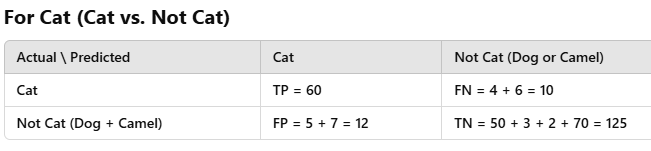 For Cat (Cat vs. Not Cat)
Actual \ Predicted Cat Not Cat (Dog or Camel)
Cat TP = 60 FN = 4 + 6 = 10
Not Cat (Dog + Camel) FP = 5 + 7 = 12 TN = 50 + 3 + 2 + 70 = 125